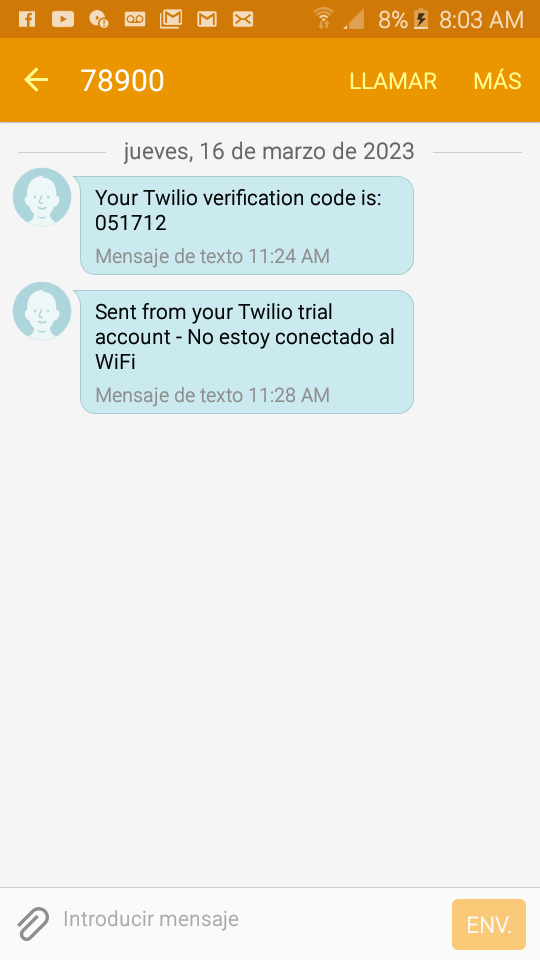 8% 8:03 AM
78900 LLAMAR MÁS
jueves, 16 de marzo de 2023
Your Twilio verification code is:
051712
Mensaje de texto 11:24 AM
Sent from your Twilio trial
account - No estoy conectado al
WiFi
Mensaje de texto 11:28 AM
Introducir mensaje ENV.